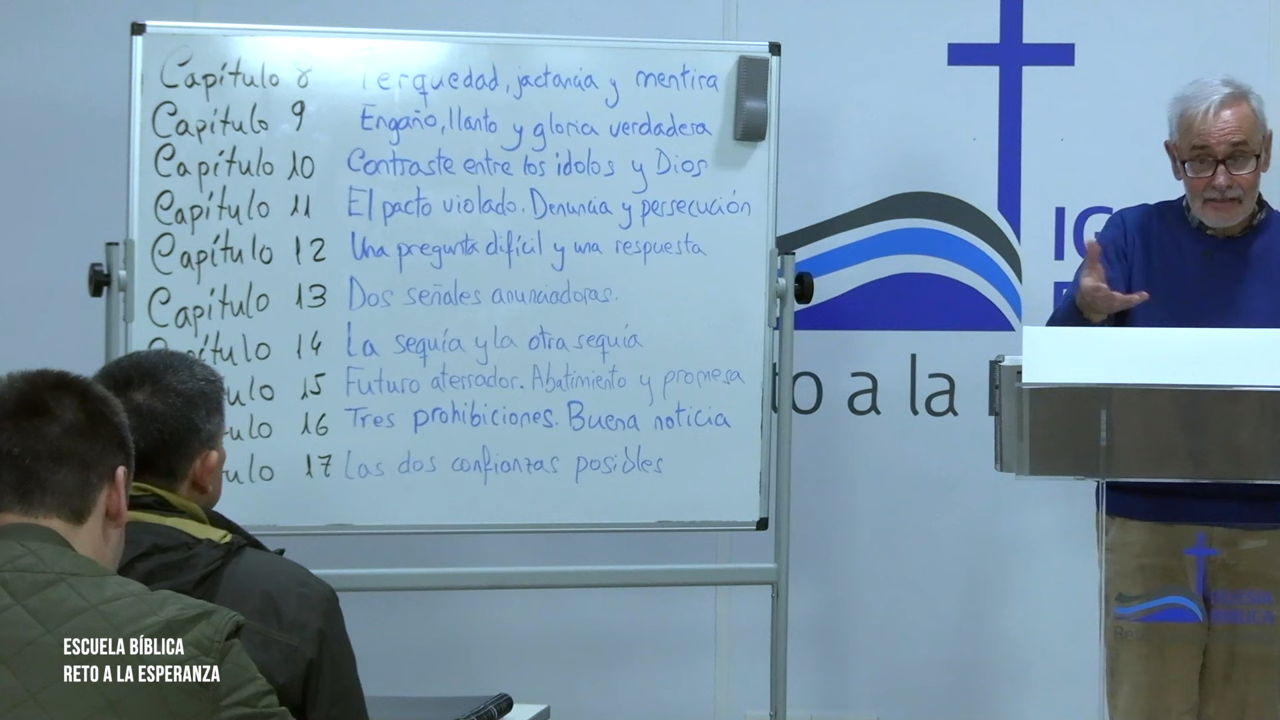 Capítulo 8 Terquedad, jactancia y mentira
Capítulo 9 Engaño, llanto y gloria verdadera
Capítulo 10 Contraste entre los idolos y Dios
Capítulo 11 El pacto violado. Denuncia y persecución
Capítulo 12 Una pregunta difícil y una respuesta
Capítulo 13 Dos señales anunciadoras.
Capítulo 14 La sequía y la otra sequía
ulo 15 Futuro aterrador. Abatimiento y promesa
ulo 16 Tres prohibiciones. Buena noticia
ulo 17 Las dos confianzas posibles
IG
to a la
ESCUELA BÍBLICA
RETO A LA ESPERANZA